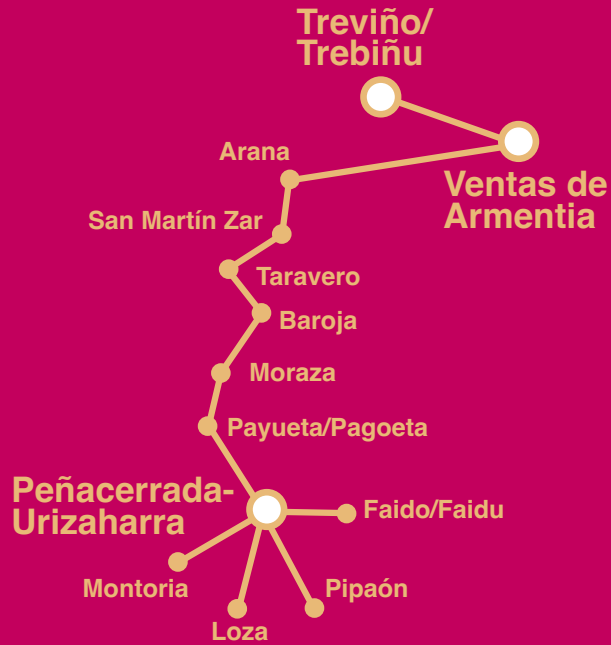 Treviño/
Trebiñu
Arana
Ventas de
Armentia
San Martín Zar
Taravero
Baroja
Moraza
Payueta/Pagoeta
Peñacerrada-
Urizaharra
Faido/Faidu
Montoria
Pipaón
Loza